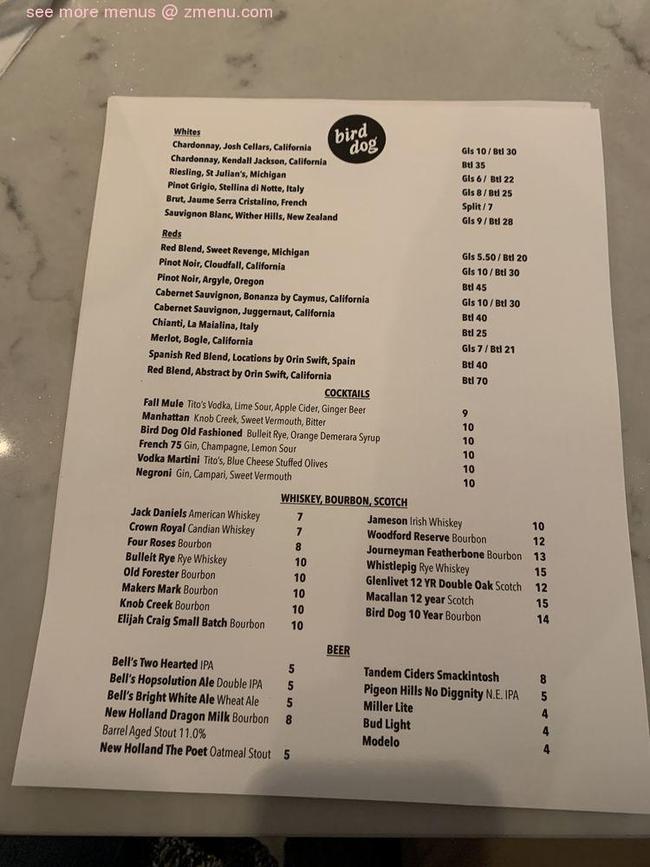 see more menus @ zmenu.com
bird
dog
Whites
Chardonnay, Josh Cellars, California Gls 10 / Btl 30
Chardonnay, Kendall Jackson, California Btl 35
Riesling, St Julian's, Michigan Gls 6 / Btl 22
Pinot Grigio, Stellina di Notte, Italy Gls 8 / Btl 25
Brut, Jaume Serra Cristalino, French Split / 7
Sauvignon Blanc, Wither Hills, New Zealand Gls 9 / Btl 28
Reds
Red Blend, Sweet Revenge, Michigan Gls 5.50 / Btl 20
Pinot Noir, Cloudfall, California Gls 10 / Btl 30
Pinot Noir, Argyle, Oregon Btl 45
Cabernet Sauvignon, Bonanza by Caymus, California Gls 10 / Btl 30
Cabernet Sauvignon, Juggernaut, California Btl 40
Chianti, La Maialina, Italy Btl 25
Merlot, Bogle, California Gls 7 / Btl 21
Spanish Red Blend, Locations by Orin Swift, Spain Btl 40
Red Blend, Abstract by Orin Swift, California Btl 70
COCKTAILS
Fall Mule Tito's Vodka, Lime Sour, Apple Cider, Ginger Beer 9
Manhattan Knob Creek, Sweet Vermouth, Bitter 10
Bird Dog Old Fashioned Bulleit Rye, Orange Demerara Syrup 10
French 75 Gin, Champagne, Lemon Sour 10
Vodka Martini Tito's, Blue Cheese Stuffed Olives 10
Negroni Gin, Campari, Sweet Vermouth 10
WHISKEY, BOURBON, SCOTCH
Jack Daniels American Whiskey 7
Crown Royal Candian Whiskey 7
Four Roses Bourbon 8
Bulleit Rye Rye Whiskey 10
Old Forester Bourbon 10
Makers Mark Bourbon 10
Knob Creek Bourbon 10
Elijah Craig Small Batch Bourbon 10
Jameson Irish Whiskey 10
Woodford Reserve Bourbon 12
Journeyman Featherbone Bourbon 13
Whistlepig Rye Whiskey 15
Glenlivet 12 YR Double Oak Scotch 12
Macallan 12 year Scotch 15
Bird Dog 10 Year Bourbon 14
BEER
Bell's Two Hearted IPA 5
Bell's Hopsolution Ale Double IPA 5
Bell's Bright White Ale Wheat Ale 5
New Holland Dragon Milk Bourbon 8
Barrel Aged Stout 11.0%
New Holland The Poet Oatmeal Stout 5
Tandem Ciders Smackintosh 8
Pigeon Hills No Diggnity N.E. IPA 5
Miller Lite 4
Bud Light 4
Modelo 4